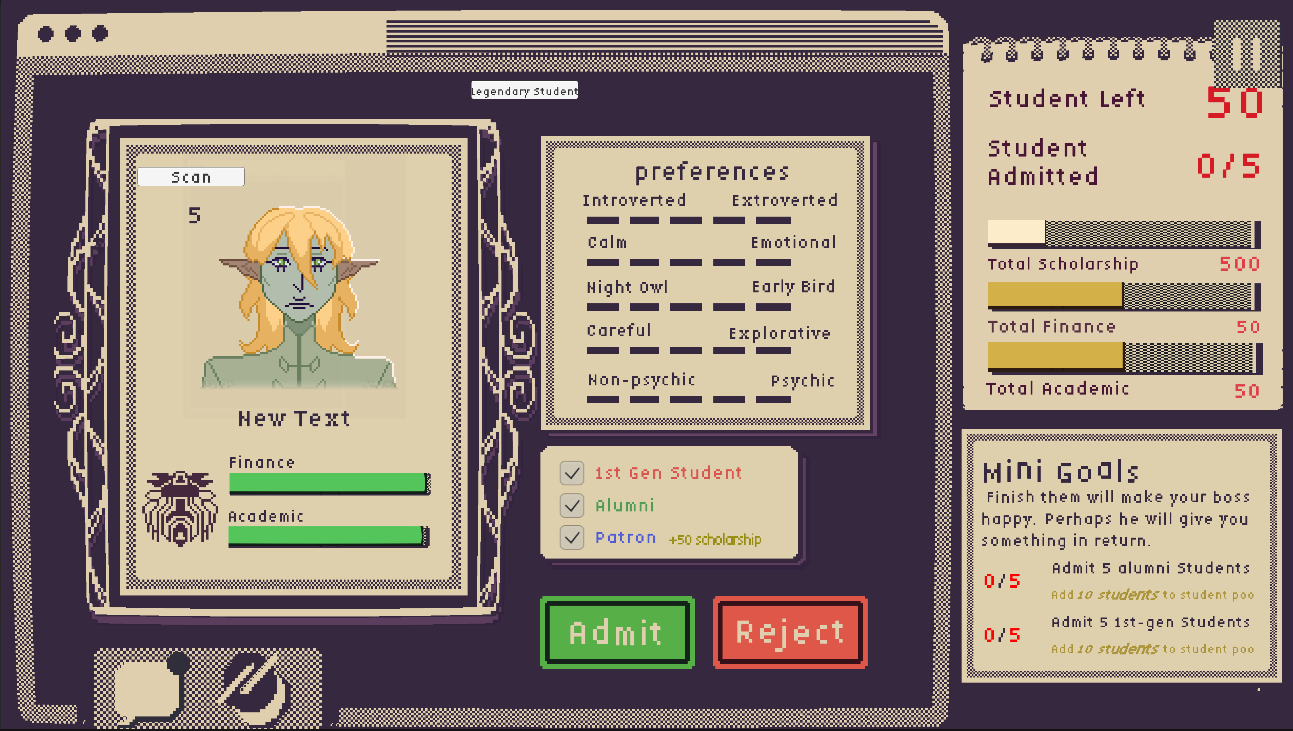 Legendary Student
Scan
5
New Text
Finance
Academic
preferences
Introverted Extroverted
Calm Emotional
Night Owl Early Bird
Careful Explorative
Non-psychic Psychic
1st Gen Student
Alumni
Patron +50 scholarship
Admit Reject
Student Left 50
Student
Admitted 0/5
Total Scholarship 500
Total Finance 50
Total Academic 50
Mini Goals
Finish them will make your boss
happy. Perhaps he will give you
something in return.
0/5 Admit 5 alumni Students
Add 10 students to student poo
0/5 Admit 5 1st-gen Students
Add 10 students to student poo